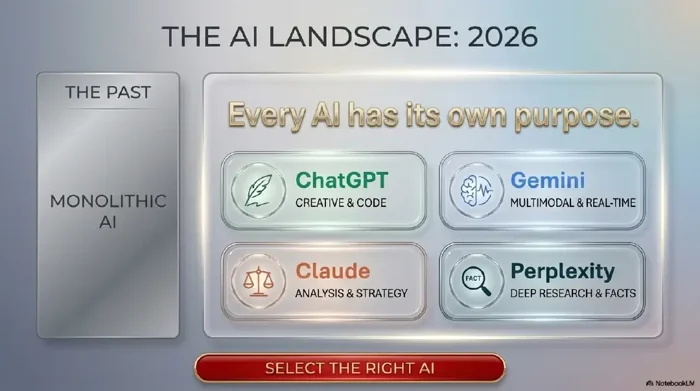 THE AI LANDSCAPE: 2026
THE PAST
MONOLITHIC
AI
Every AI has its own purpose.
ChatGPT
CREATIVE & CODE
Gemini
MULTIMODAL & REAL-TIME
Claude
ANALYSIS & STRATEGY
FACT
Perplexity
DEEP RESEARCH & FACTS
SELECT THE RIGHT AI
NotebookLM